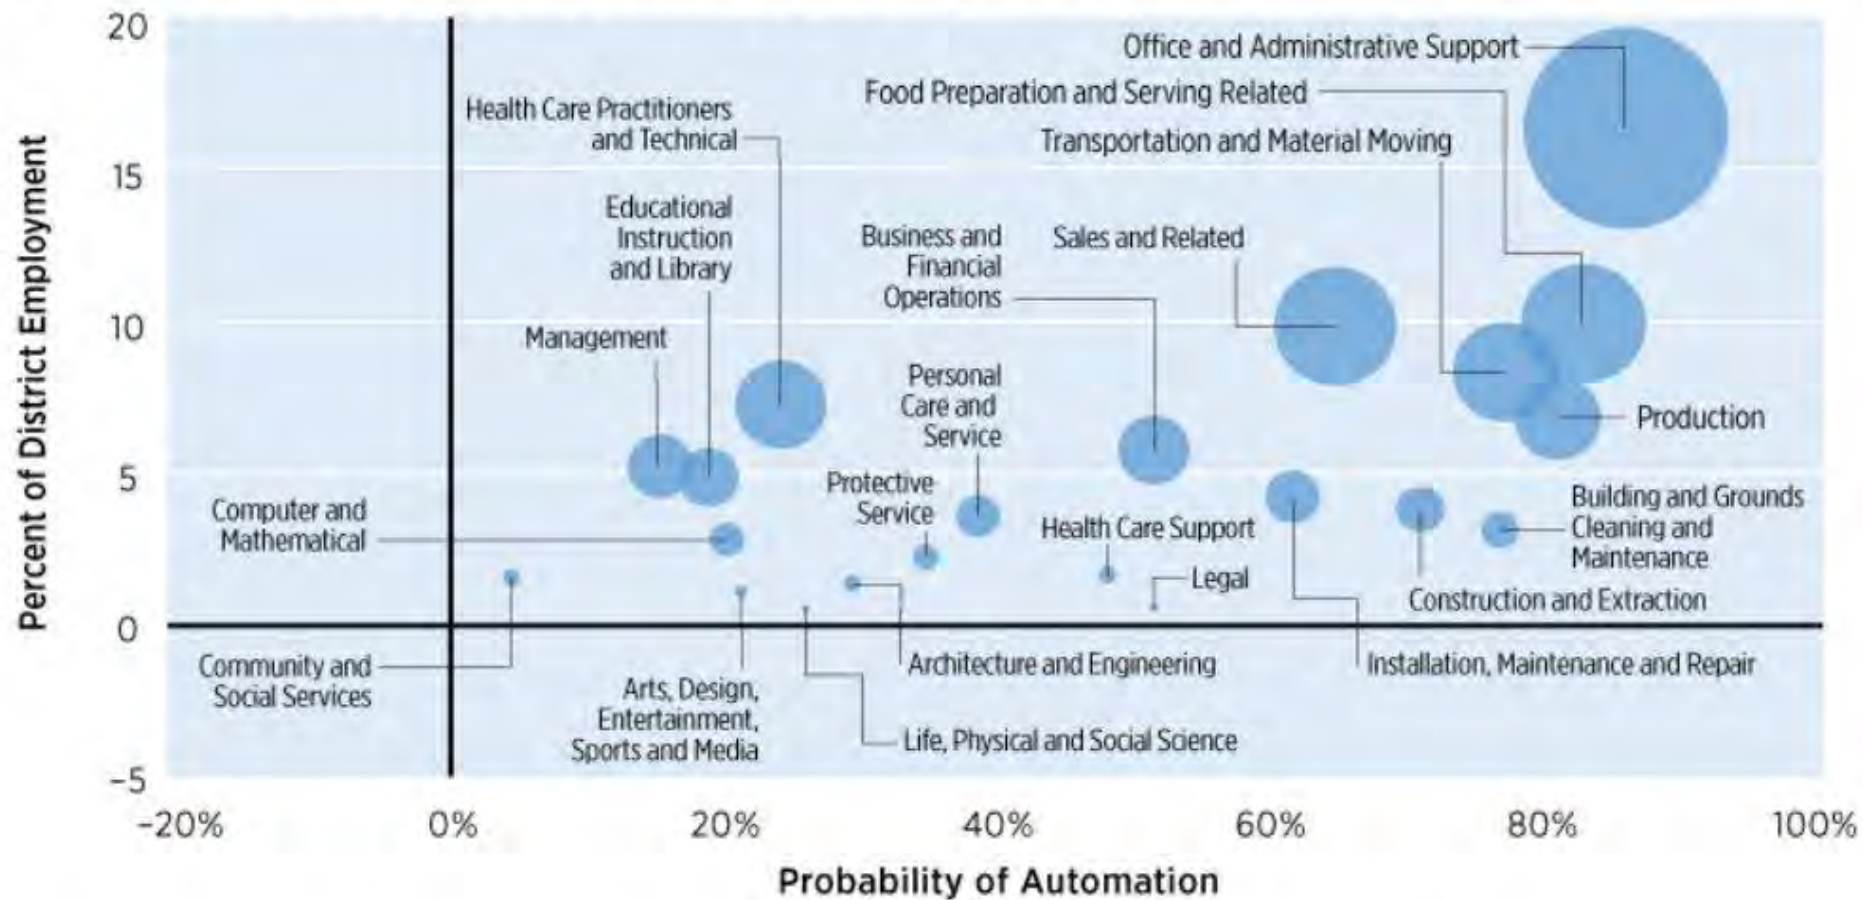 20
15
10
5
0
−5
Percent of District Employment
Office and Administrative Support
Food Preparation and Serving Related
Transportation and Material Moving
Health Care Practitioners
and Technical
Educational
Instruction
and Library
Business and
Financial
Operations
Sales and Related
Management
Personal
Care and
Service
Production
Protective
Service
Computer and
Mathematical
Health Care Support
Building and Grounds
Cleaning and
Maintenance
Legal
Construction and Extraction
Community and
Social Services
Arts, Design,
Entertainment,
Sports and Media
Architecture and Engineering
Installation, Maintenance and Repair
Life, Physical and Social Science
−20%
0%
20%
40%
60%
80%
100%
Probability of Automation